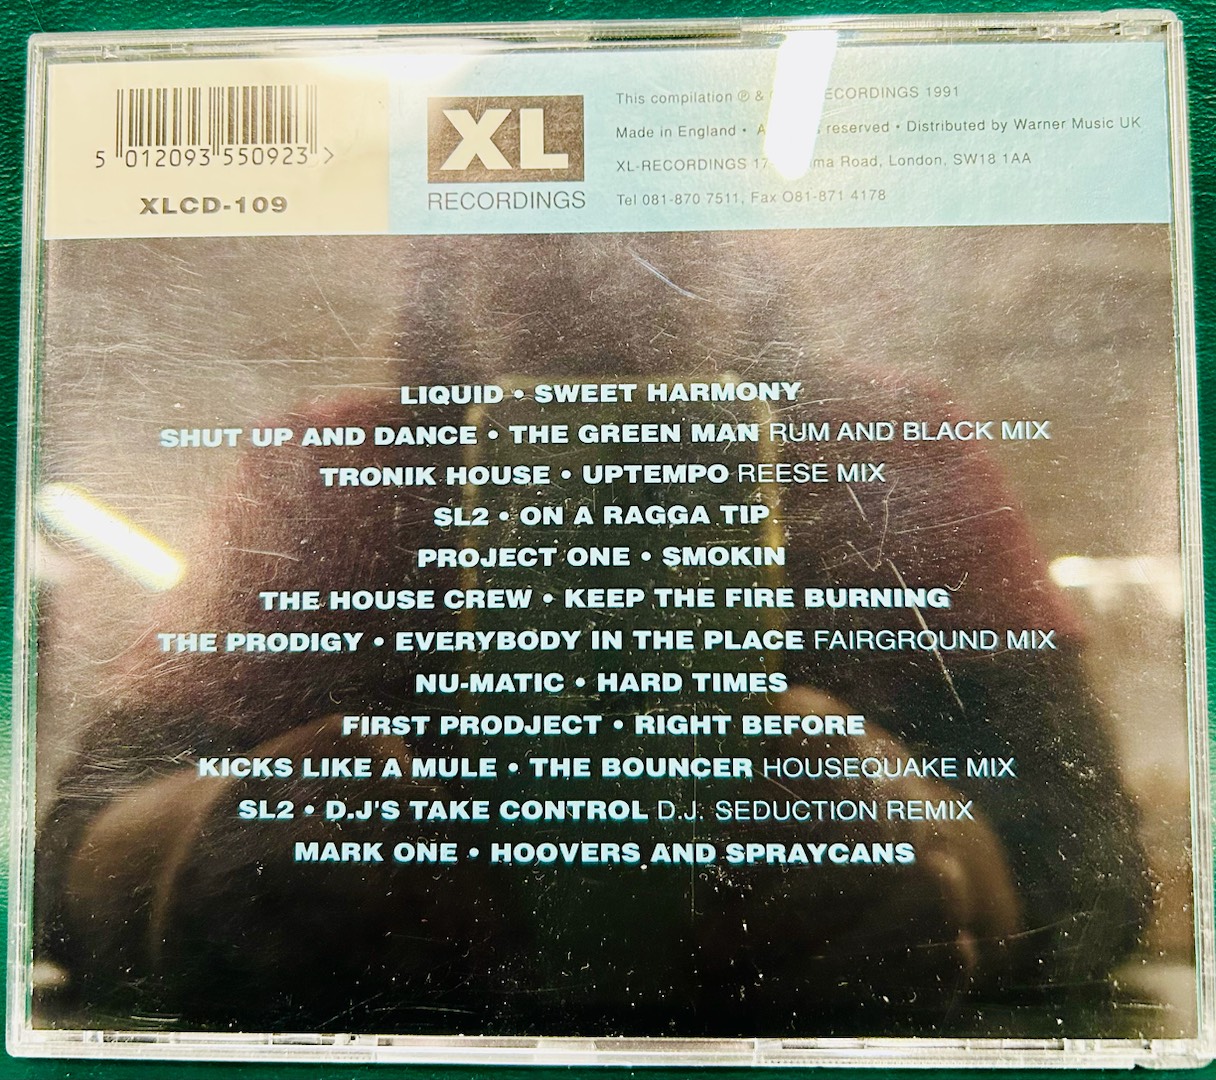 5 012093 550923 >
XLCD-109
XL
RECORDINGS
This compilation ℗ & RECORDINGS 1991
Made in England • reserved • Distributed by Warner Music UK
XL-RECORDINGS Road, London, SW18 1AA
Tel 081-870 7511, Fax O81-871 4178
LIQUID • SWEET HARMONY
SHUT UP AND DANCE • THE GREEN MAN RUM AND BLACK MIX
TRONIK HOUSE • UPTEMPO REESE MIX
SL2 • ON A RAGGA TIP
PROJECT ONE • SMOKIN
THE HOUSE CREW • KEEP THE FIRE BURNING
THE PRODIGY • EVERYBODY IN THE PLACE FAIRGROUND MIX
NU-MATIC • HARD TIMES
FIRST PRODJECT • RIGHT BEFORE
KICKS LIKE A MULE • THE BOUNCER HOUSEQUAKE MIX
SL2 • D.J'S TAKE CONTROL D.J. SEDUCTION REMIX
MARK ONE • HOOVERS AND SPRAYCANS